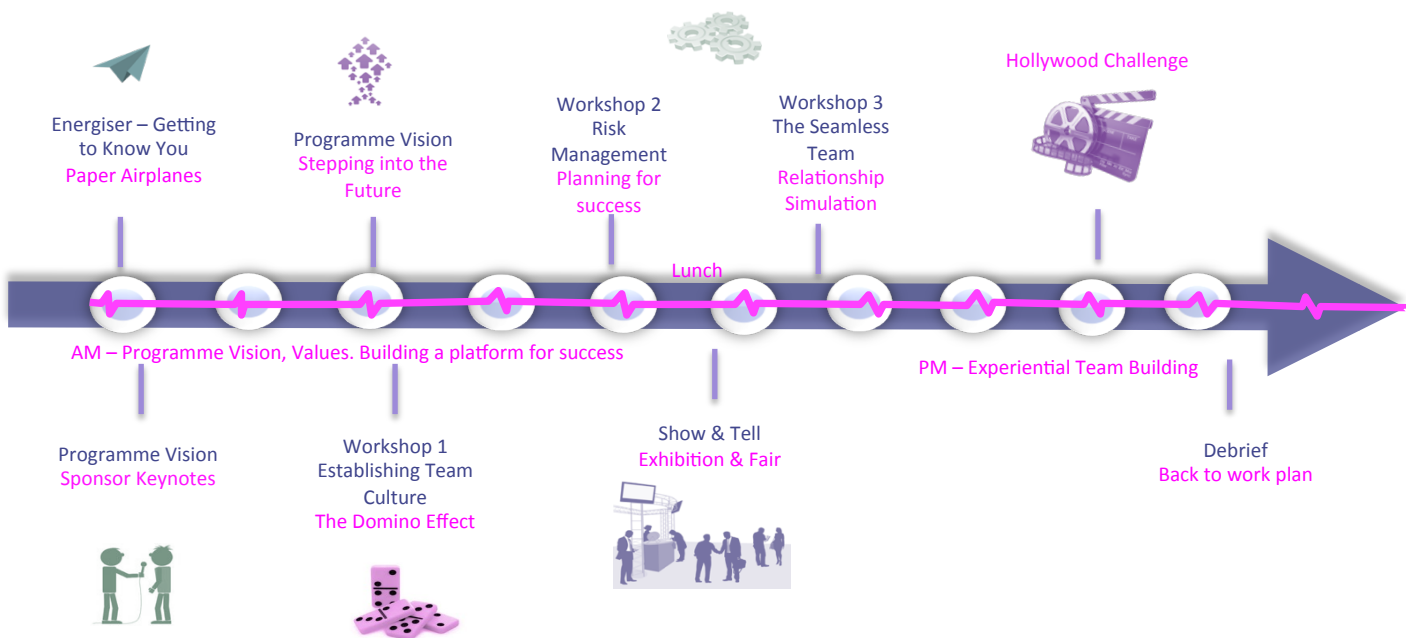 Hollywood Challenge
Energiser – Getting
to Know You
Paper Airplanes
Programme Vision
Stepping into the
Future
Workshop 2
Risk
Management
Planning for
success
Workshop 3
The Seamless
Team
Relationship
Simulation
Lunch
AM – Programme Vision, Values. Building a platform for success
PM – Experiential Team Building
Programme Vision
Sponsor Keynotes
Workshop 1
Establishing Team
Culture
The Domino Effect
Show & Tell
Exhibition & Fair
Debrief
Back to work plan